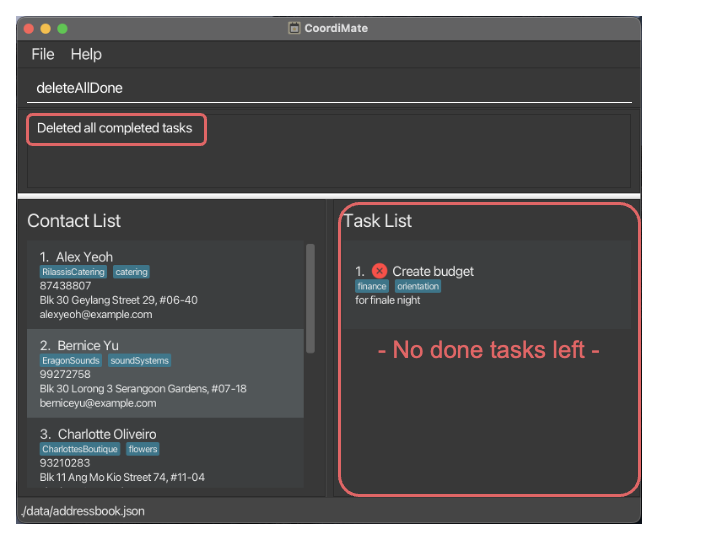 CoordiMate
File Help
deleteAllDone
Deleted all completed tasks
Contact List
1. Alex Yeoh
RilassisCatering catering
87438807
Blk 30 Geylang Street 29, #06-40
alexyeoh@example.com
2. Bernice Yu
EragonSounds soundSystems
99272758
Blk 30 Lorong 3 Serangoon Gardens, #07-18
berniceyu@example.com
3. Charlotte Oliveiro
CharlottesBoutique flowers
93210283
Blk 11 Ang Mo Kio Street 74, #11-04
Task List
1. Create budget
finance orientation
for finale night
- No done tasks left -
./data/addressbook.json